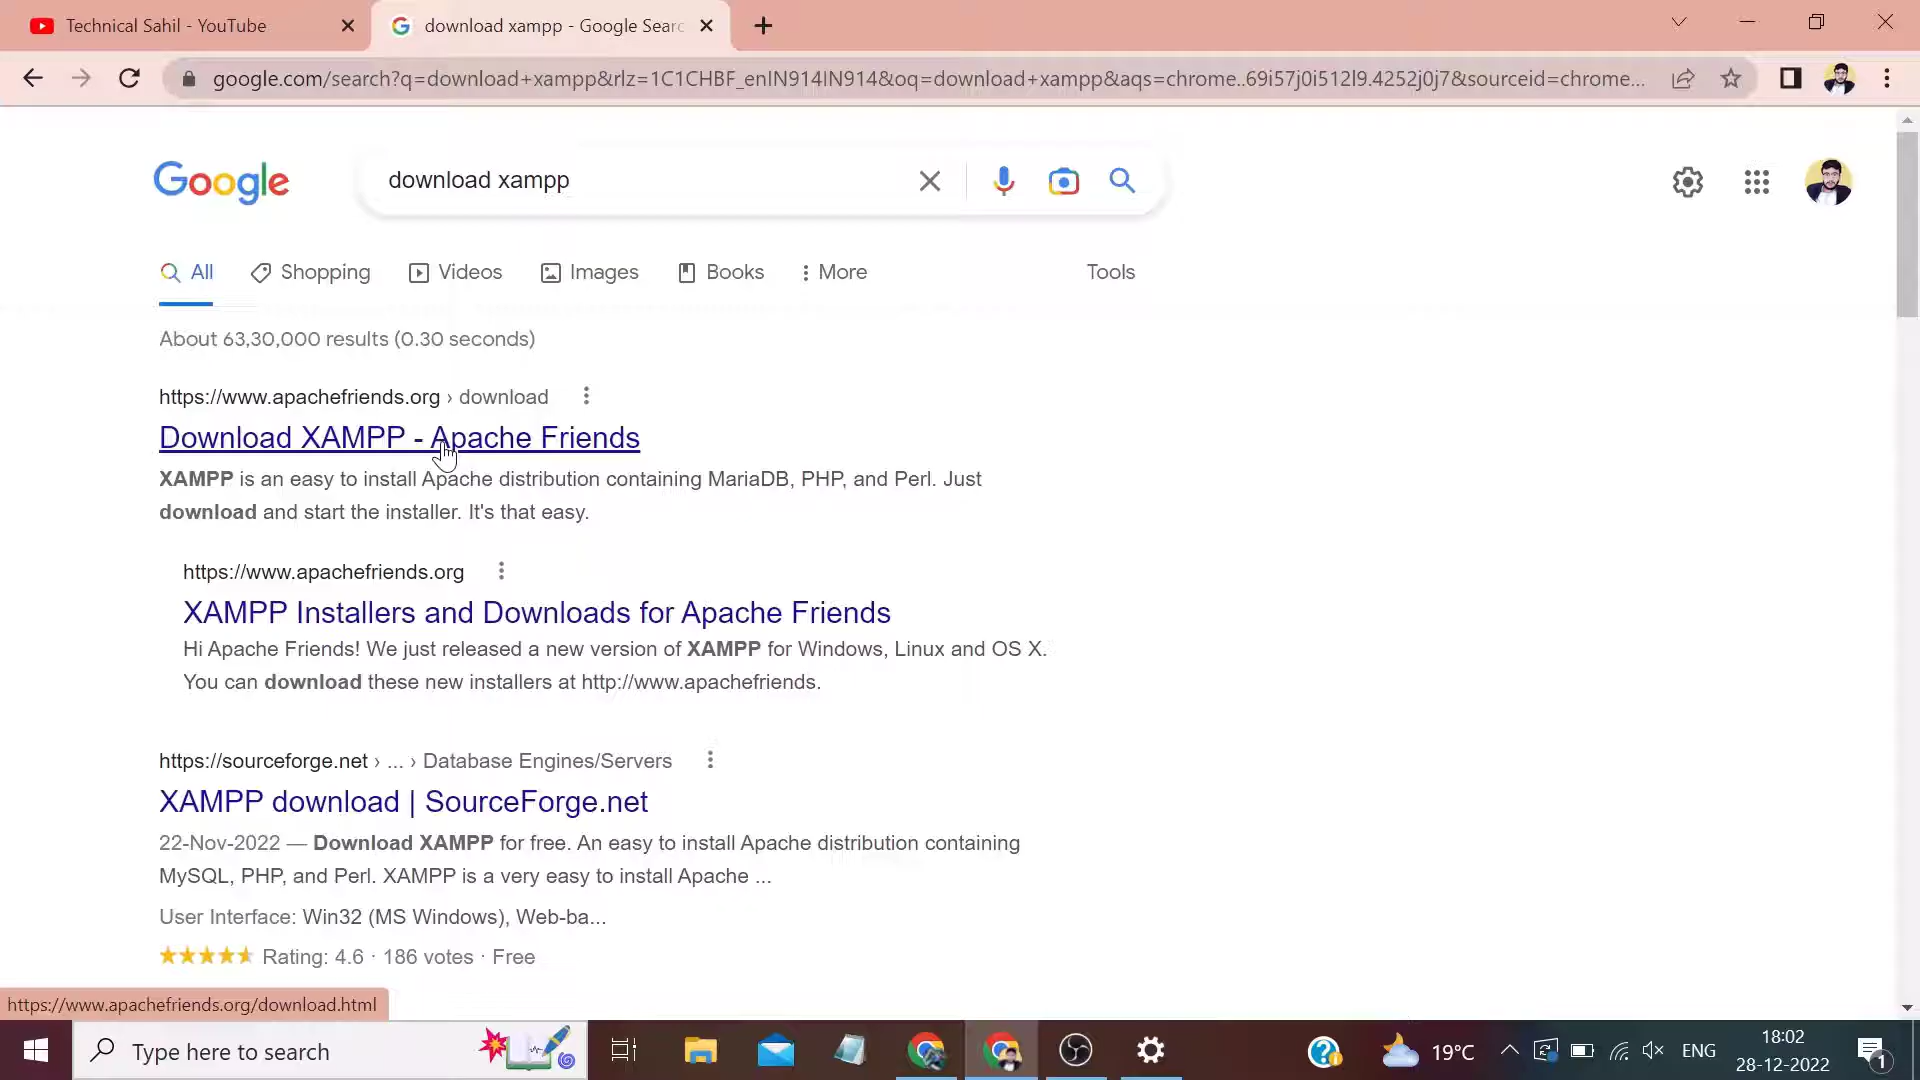 Technical Sahil - YouTube
download xampp - Google Searc
google.com/search?q=download+xampp&rlz=1C1CHBF_enIN914IN914&oq=download+xampp&aqs=chrome..69i57j0i512l9.4252j0j7&sourceid=chrome...
Google
download xampp
All
Shopping
Videos
Images
Books
More
Tools
About 63,30,000 results (0.30 seconds)
https://www.apachefriends.org › download
Download XAMPP - Apache Friends
XAMPP is an easy to install Apache distribution containing MariaDB, PHP, and Perl. Just
download and start the installer. It's that easy.
https://www.apachefriends.org
XAMPP Installers and Downloads for Apache Friends
Hi Apache Friends! We just released a new version of XAMPP for Windows, Linux and OS X.
You can download these new installers at http://www.apachefriends.
https://sourceforge.net › ... › Database Engines/Servers
XAMPP download | SourceForge.net
22-Nov-2022 — Download XAMPP for free. An easy to install Apache distribution containing
MySQL, PHP, and Perl. XAMPP is a very easy to install Apache ...
User Interface: Win32 (MS Windows), Web-ba...
Rating: 4.6 · 186 votes · Free
https://www.apachefriends.org/download.html
Type here to search
19°C
ENG
18:02
28-12-2022
1